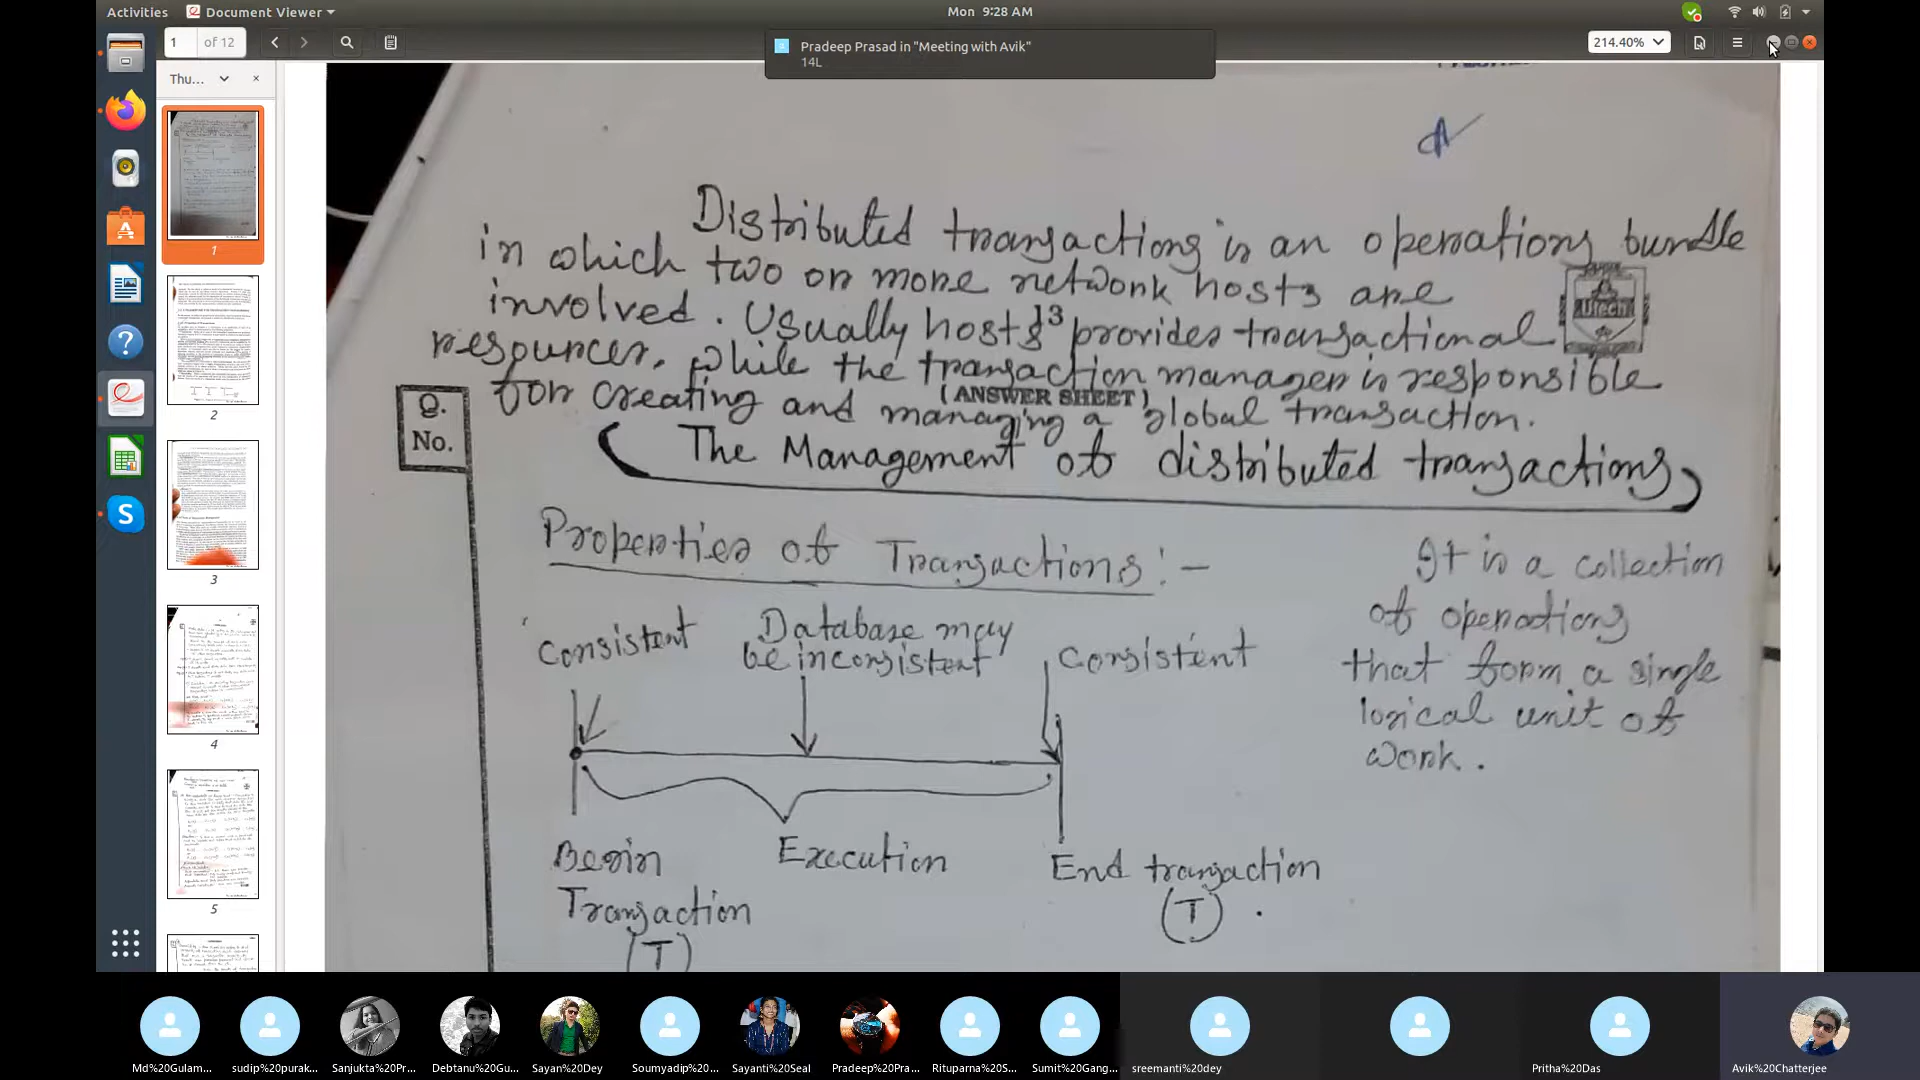 Activities Document Viewer Mon 9:28 AM
1 of 12 214.40%
Pradeep Prasad in "Meeting with Avik"
14L
Thu...
1
2
3
4
5
Distributed transactions is an operations bundle
in which two or more network hosts are
involved. Usually hosts provides transactional
13
UTech
resources, while the transaction manager is responsible
(ANSWER SHEET)
for creating and managing a global transaction.
Q.
No.
The Management of distributed transactions
Properties of Transactions :-
It is a collection
of operations
that form a single
logical unit of
work.
Consistent Database may
be inconsistent Consistent
Begin
Transaction
(T)
Execution
End transaction
(T) .
Md%20Gulam... sudip%20purak... Sanjukta%20Pr... Debtanu%20Gu... Sayan%20Dey Soumyadip%20... Sayanti%20Seal Pradeep%20Pra... Rituparna%20S... Sumit%20Gang... sreemanti%20dey Pritha%20Das Avik%20Chatterjee